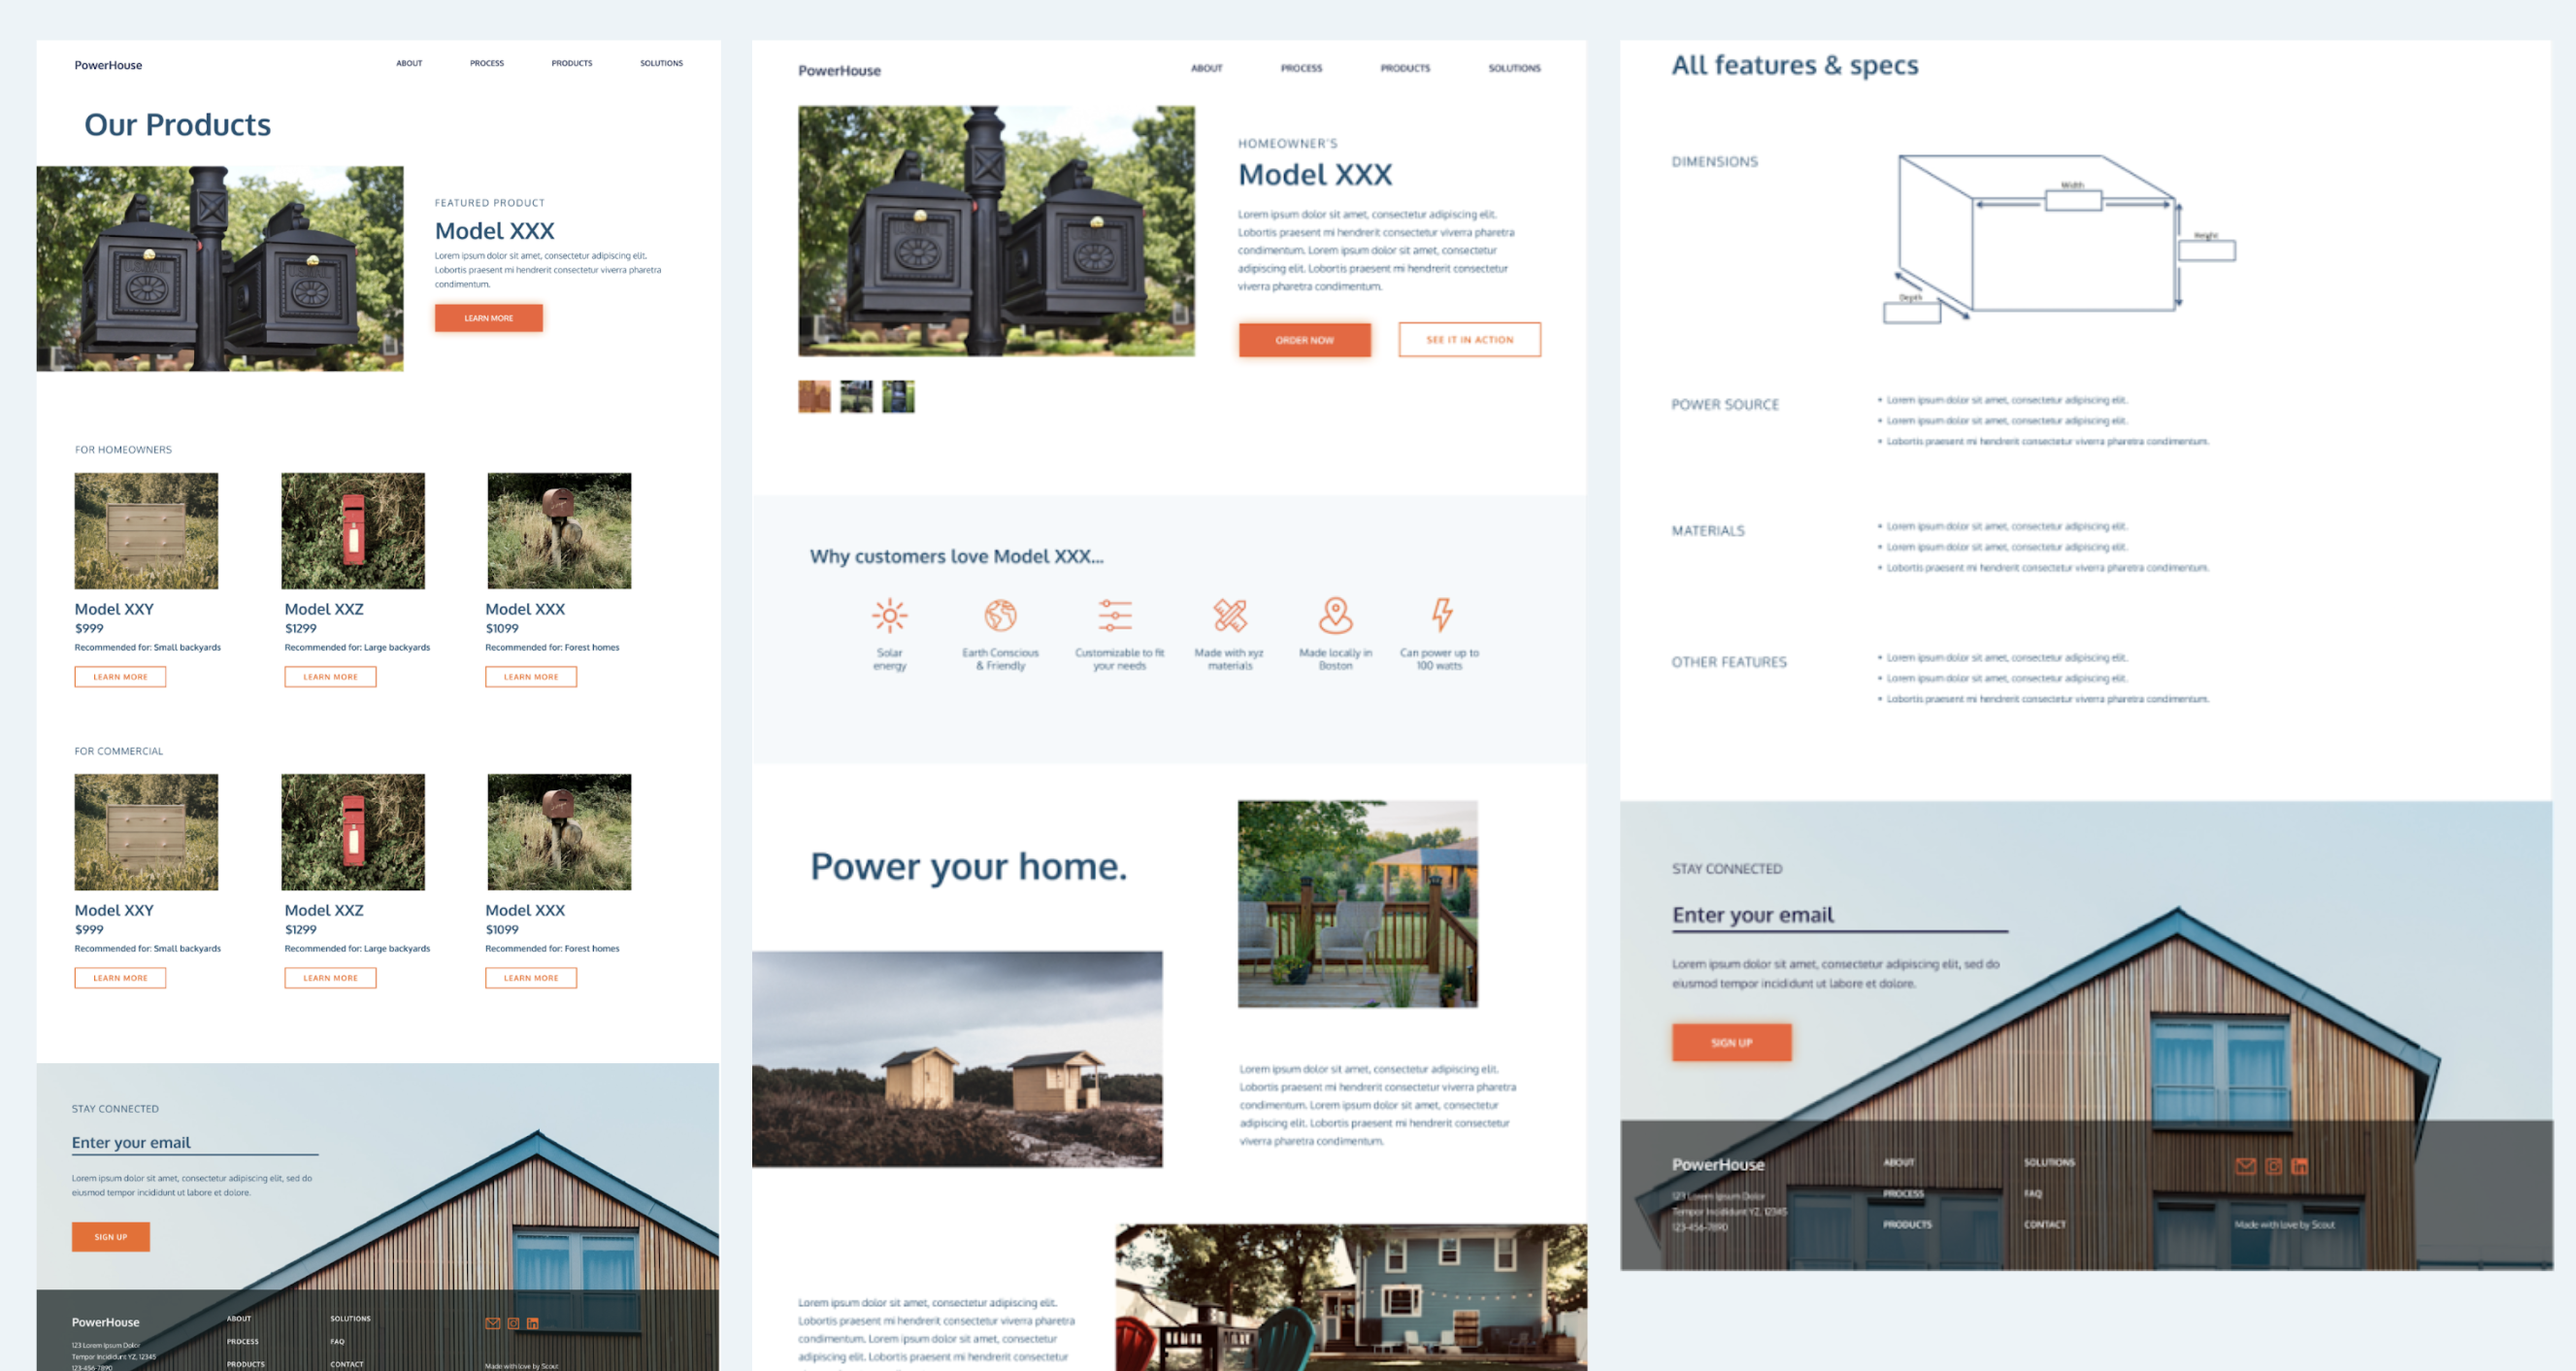 PowerHouse
ABOUT PROCESS PRODUCTS SOLUTIONS
Our Products
FEATURED PRODUCT
Model XXX
Lorem ipsum dolor sit amet, consectetur adipiscing elit.
Lobortis praesent mi hendrerit consectetur viverra pharetra
condimentum.
LEARN MORE
FOR HOMEOWNERS
Model XXY
$999
Recommended for: Small backyards
LEARN MORE
Model XXZ
$1299
Recommended for: Large backyards
LEARN MORE
Model XXX
$1099
Recommended for: Forest homes
LEARN MORE
FOR COMMERCIAL
Model XXY
$999
Recommended for: Small backyards
LEARN MORE
Model XXZ
$1299
Recommended for: Large backyards
LEARN MORE
Model XXX
$1099
Recommended for: Forest homes
LEARN MORE
STAY CONNECTED
Enter your email
Lorem ipsum dolor sit amet, consectetur adipiscing elit, sed do
eiusmod tempor incididunt ut labore et dolore.
SIGN UP
PowerHouse
123 Lorem Ipsum Dolor
Tempor Incididunt YZ, 12345
123-456-7890
ABOUT
PROCESS
PRODUCTS
SOLUTIONS
FAQ
CONTACT
Made with love by Scout
PowerHouse
ABOUT PROCESS PRODUCTS SOLUTIONS
HOMEOWNER'S
Model XXX
Lorem ipsum dolor sit amet, consectetur adipiscing elit.
Lobortis praesent mi hendrerit consectetur viverra pharetra
condimentum. Lorem ipsum dolor sit amet, consectetur
adipiscing elit. Lobortis praesent mi hendrerit consectetur
viverra pharetra condimentum.
ORDER NOW
SEE IT IN ACTION
Why customers love Model XXX...
Solar
energy
Earth Conscious
& Friendly
Customizable to fit
your needs
Made with xyz
materials
Made locally in
Boston
Can power up to
100 watts
Power your home.
Lorem ipsum dolor sit amet, consectetur adipiscing elit.
Lobortis praesent mi hendrerit consectetur viverra pharetra
condimentum. Lorem ipsum dolor sit amet, consectetur
adipiscing elit. Lobortis praesent mi hendrerit consectetur
viverra pharetra condimentum.
Lorem ipsum dolor sit amet, consectetur adipiscing elit.
Lobortis praesent mi hendrerit consectetur viverra pharetra
condimentum. Lorem ipsum dolor sit amet, consectetur
adipiscing elit. Lobortis praesent mi hendrerit consectetur
All features & specs
DIMENSIONS
Width
Height
Depth
POWER SOURCE
• Lorem ipsum dolor sit amet, consectetur adipiscing elit.
• Lorem ipsum dolor sit amet, consectetur adipiscing elit.
• Lobortis praesent mi hendrerit consectetur viverra pharetra condimentum.
MATERIALS
• Lorem ipsum dolor sit amet, consectetur adipiscing elit.
• Lorem ipsum dolor sit amet, consectetur adipiscing elit.
• Lobortis praesent mi hendrerit consectetur viverra pharetra condimentum.
OTHER FEATURES
• Lorem ipsum dolor sit amet, consectetur adipiscing elit.
• Lorem ipsum dolor sit amet, consectetur adipiscing elit.
• Lobortis praesent mi hendrerit consectetur viverra pharetra condimentum.
STAY CONNECTED
Enter your email
Lorem ipsum dolor sit amet, consectetur adipiscing elit, sed do
eiusmod tempor incididunt ut labore et dolore.
SIGN UP
PowerHouse
123 Lorem Ipsum Dolor
Tempor Incididunt YZ, 12345
123-456-7890
ABOUT
PROCESS
PRODUCTS
SOLUTIONS
FAQ
CONTACT
Made with love by Scout